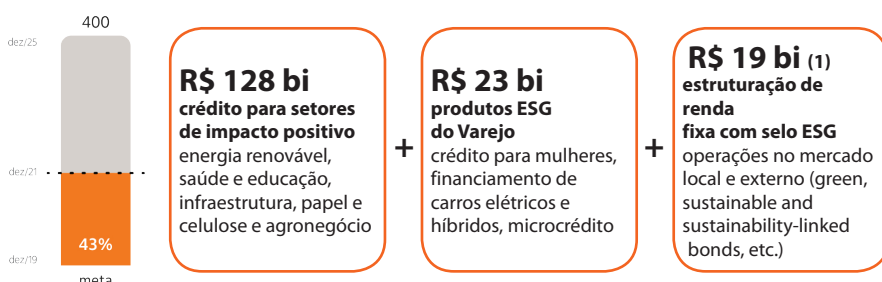 400
dez/25
dez/21
43%
dez/19
meta
R$ 128 bi
crédito para setores
de impacto positivo
energia renovável,
saúde e educação,
infraestrutura, papel e
celulose e agronegócio
+
R$ 23 bi
produtos ESG
do Varejo
crédito para mulheres,
financiamento de
carros elétricos e
híbridos, microcrédito
+
R$ 19 bi (1)
estruturação de
renda
fixa com selo ESG
operações no mercado
local e externo (green,
sustainable and
sustainability-linked
bonds, etc.)